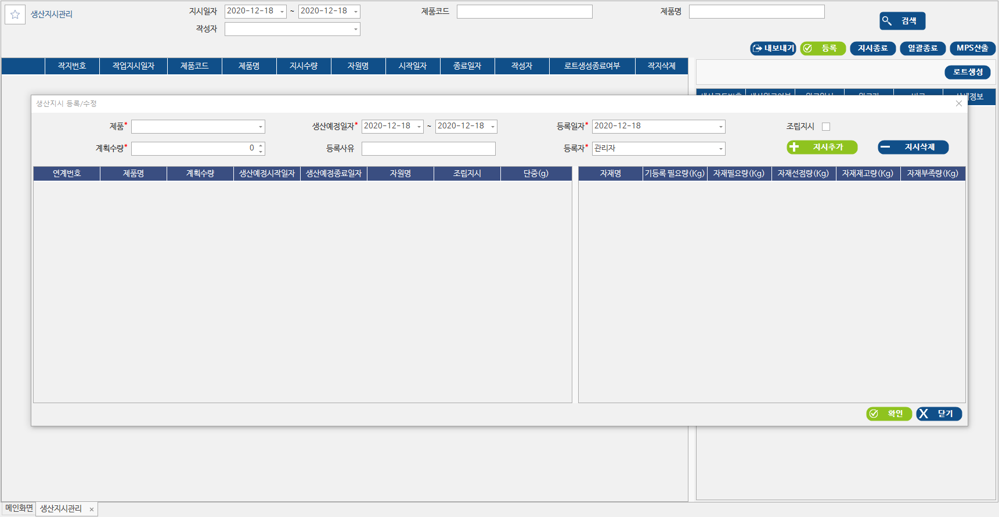 생산지시관리
지시일자 2020-12-18 ~ 2020-12-18 제품코드 제품명
작성자
검색
내보내기 등록 지시종료 일괄종료 MPS산출
작지번호 작업지시일자 제품코드 제품명 지시수량 자원명 시작일자 종료일자 작성자 로트생성종료여부 작지삭제
로트생성
생산지시 등록/수정
제품* 생산예정일자* 2020-12-18 ~ 2020-12-18 등록일자* 2020-12-18 조립지시
계획수량* 0 등록사유 등록자* 관리자 지시추가 지시삭제
연계번호 제품명 계획수량 생산예정시작일자 생산예정종료일자 자원명 조립지시 단중(g)
자재명 기등록 필요량(Kg) 자재필요량(Kg) 자재선점량(Kg) 자재재고량(Kg) 자재부족량(Kg)
확인 닫기
메인화면 생산지시관리